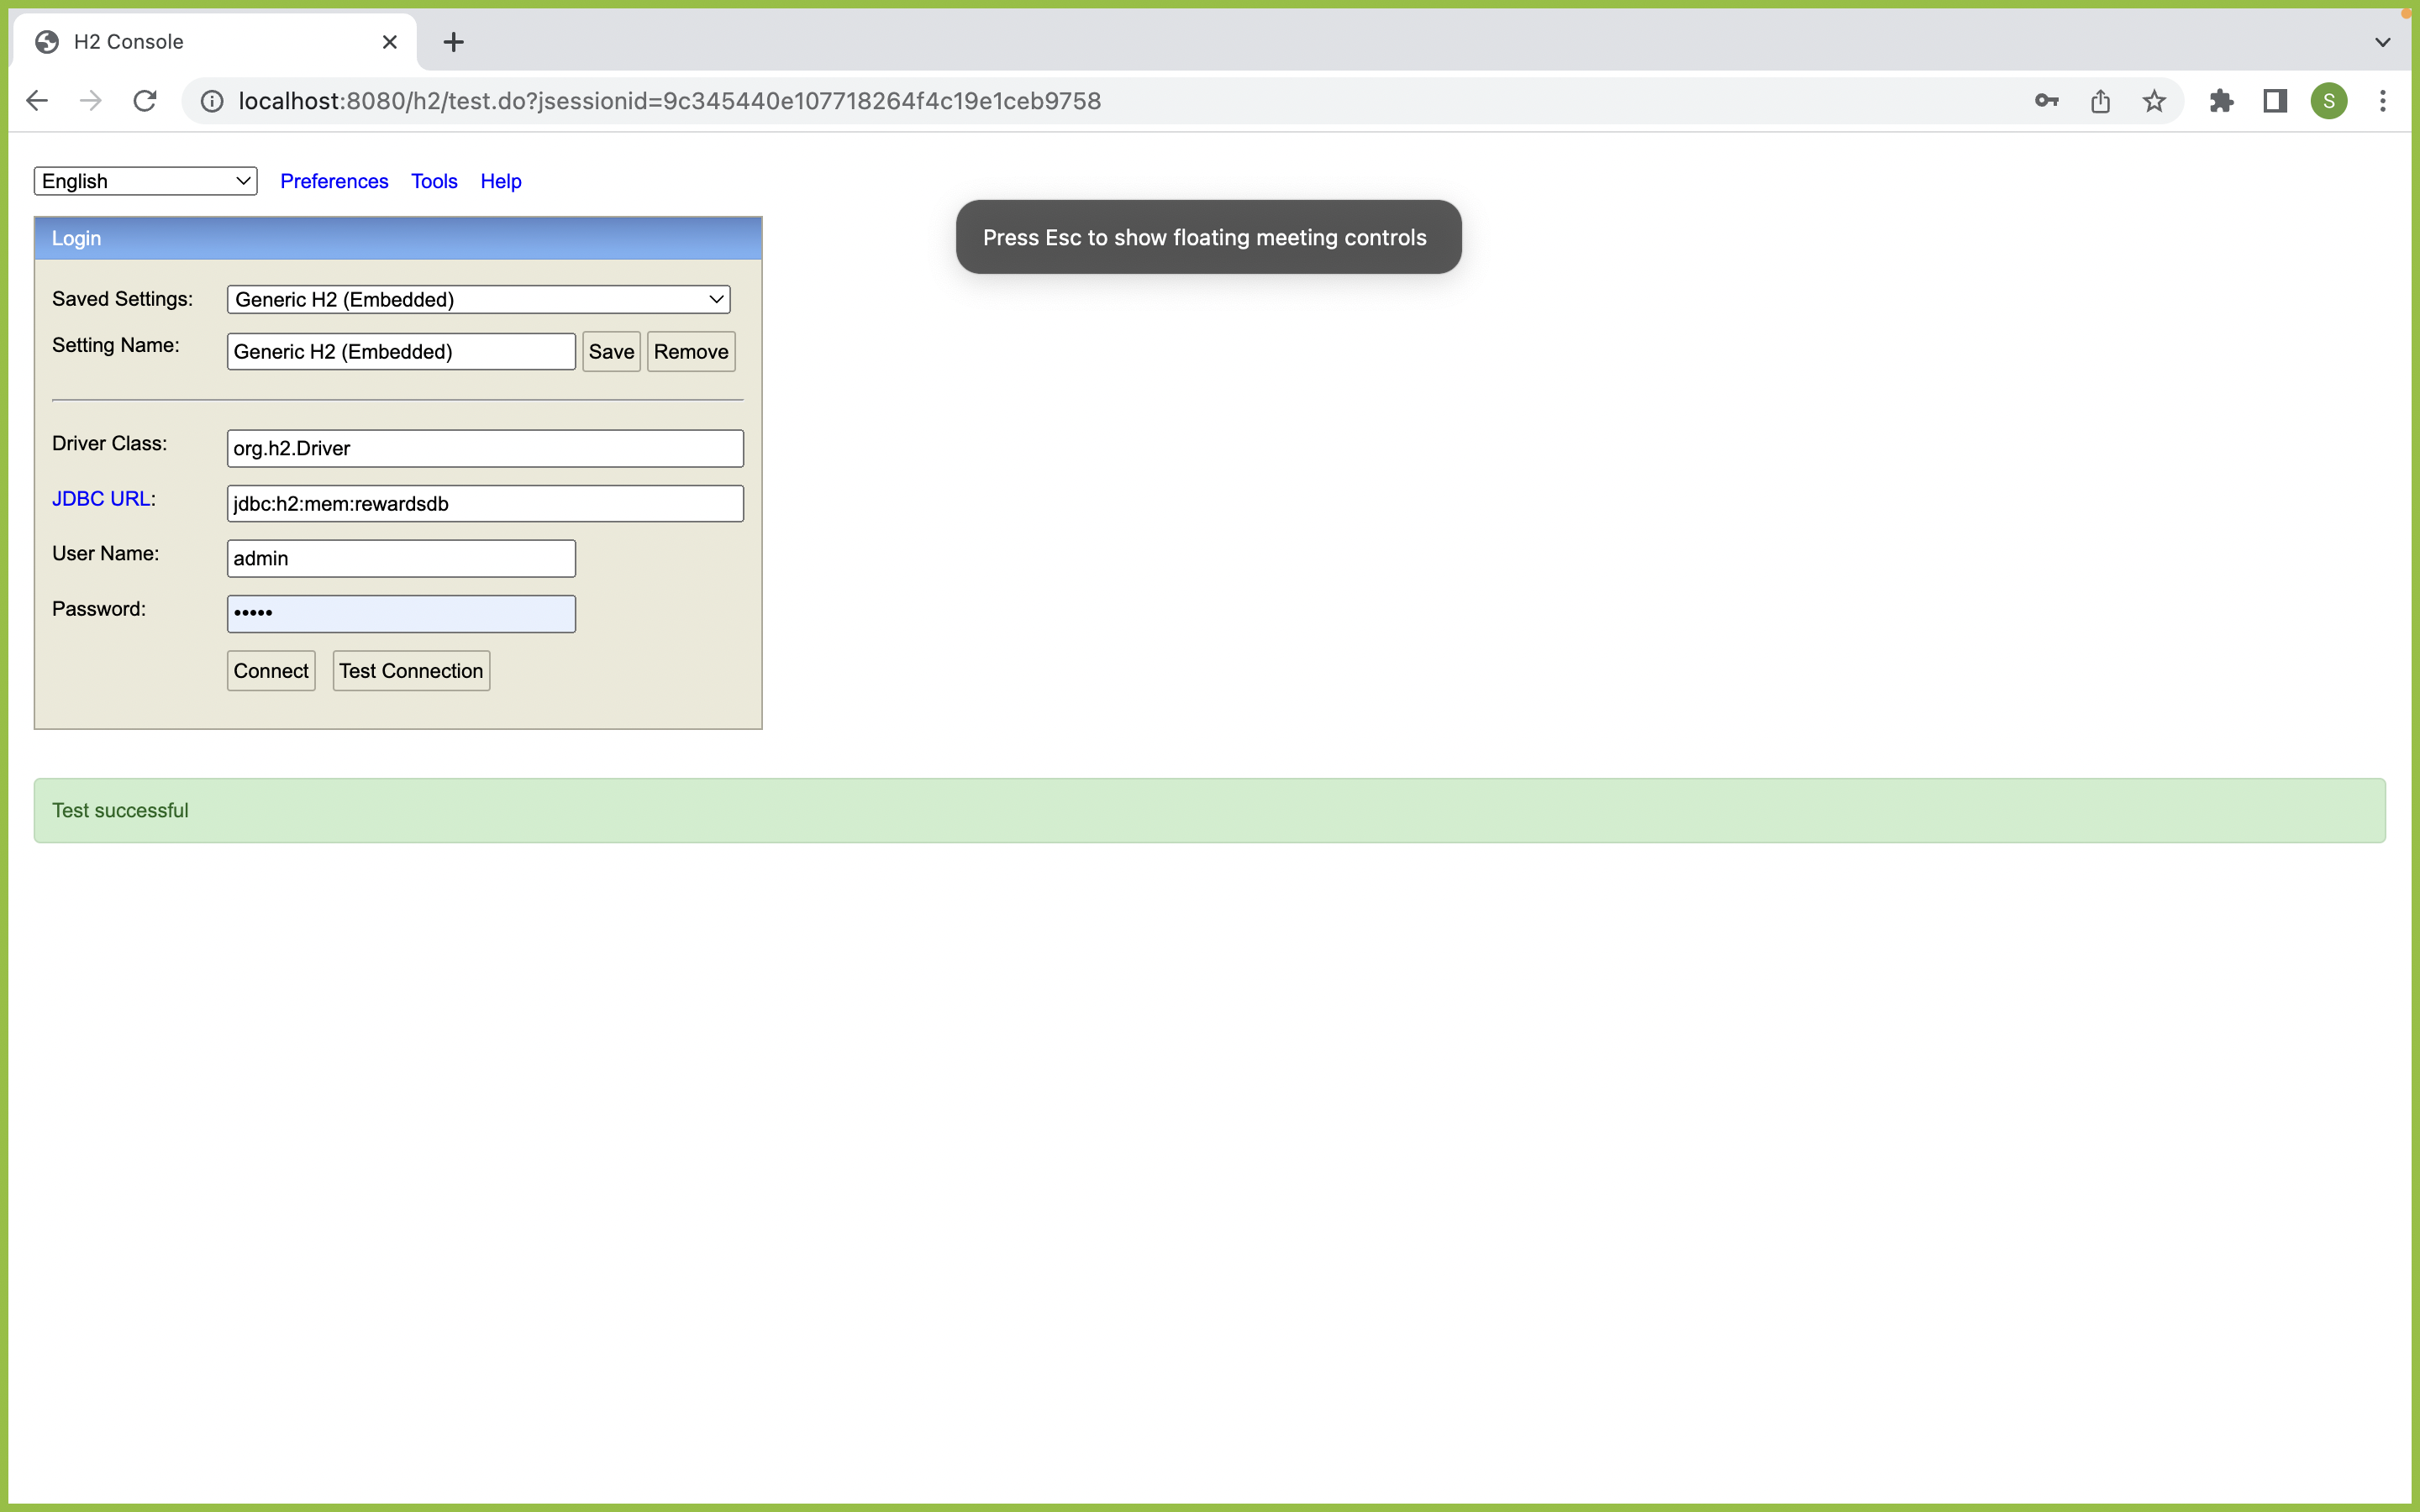 H2 Console
localhost:8080/h2/test.do?jsessionid=9c345440e107718264f4c19e1ceb9758
S
English Preferences Tools Help
Login
Press Esc to show floating meeting controls
Saved Settings: Generic H2 (Embedded)
Setting Name: Generic H2 (Embedded) Save Remove
Driver Class: org.h2.Driver
JDBC URL: jdbc:h2:mem:rewardsdb
User Name: admin
Password: •••••
Connect Test Connection
Test successful